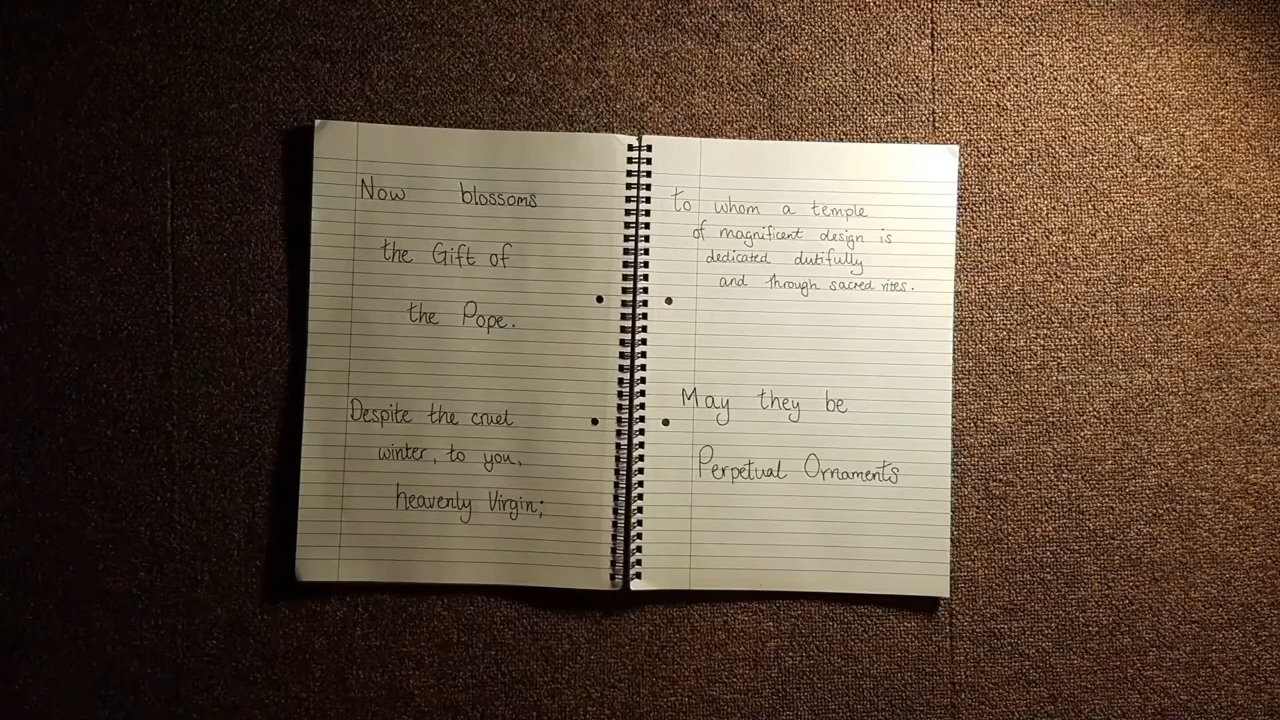 Now blossoms
the Gift of
the Pope.
Despite the cruel
winter, to you,
heavenly Virgin;
to whom a temple
of magnificent design is
dedicated dutifully
and through sacred rites.
May they be
Perpetual Ornaments